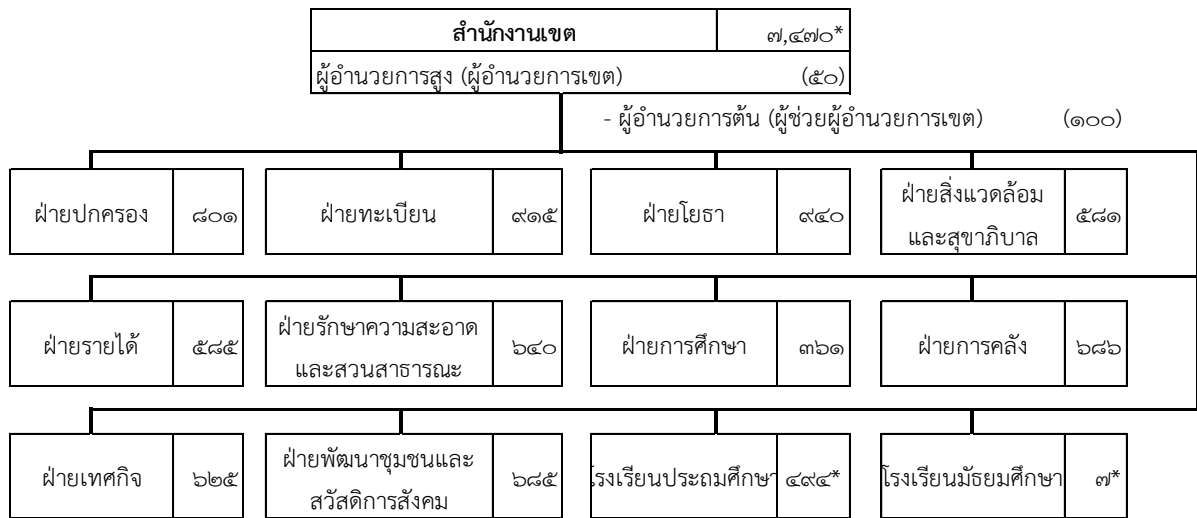 สำนักงานเขต ๗,๔๗๐*
ผู้อำนวยการสูง (ผู้อำนวยการเขต) (๕๐)
- ผู้อำนวยการต้น (ผู้ช่วยผู้อำนวยการเขต) (๑๐๐)
ฝ่ายปกครอง ๘๐๑
ฝ่ายทะเบียน ๙๑๕
ฝ่ายโยธา ๙๔๐
ฝ่ายสิ่งแวดล้อม
และสุขาภิบาล ๕๘๑
ฝ่ายรายได้ ๕๘๕
ฝ่ายรักษาความสะอาด
และสวนสาธารณะ ๖๔๐
ฝ่ายการศึกษา ๓๖๑
ฝ่ายการคลัง ๖๘๖
ฝ่ายเทศกิจ ๖๒๕
ฝ่ายพัฒนาชุมชนและ
สวัสดิการสังคม ๖๘๕
โรงเรียนประถมศึกษา ๔๙๔*
โรงเรียนมัธยมศึกษา ๗*